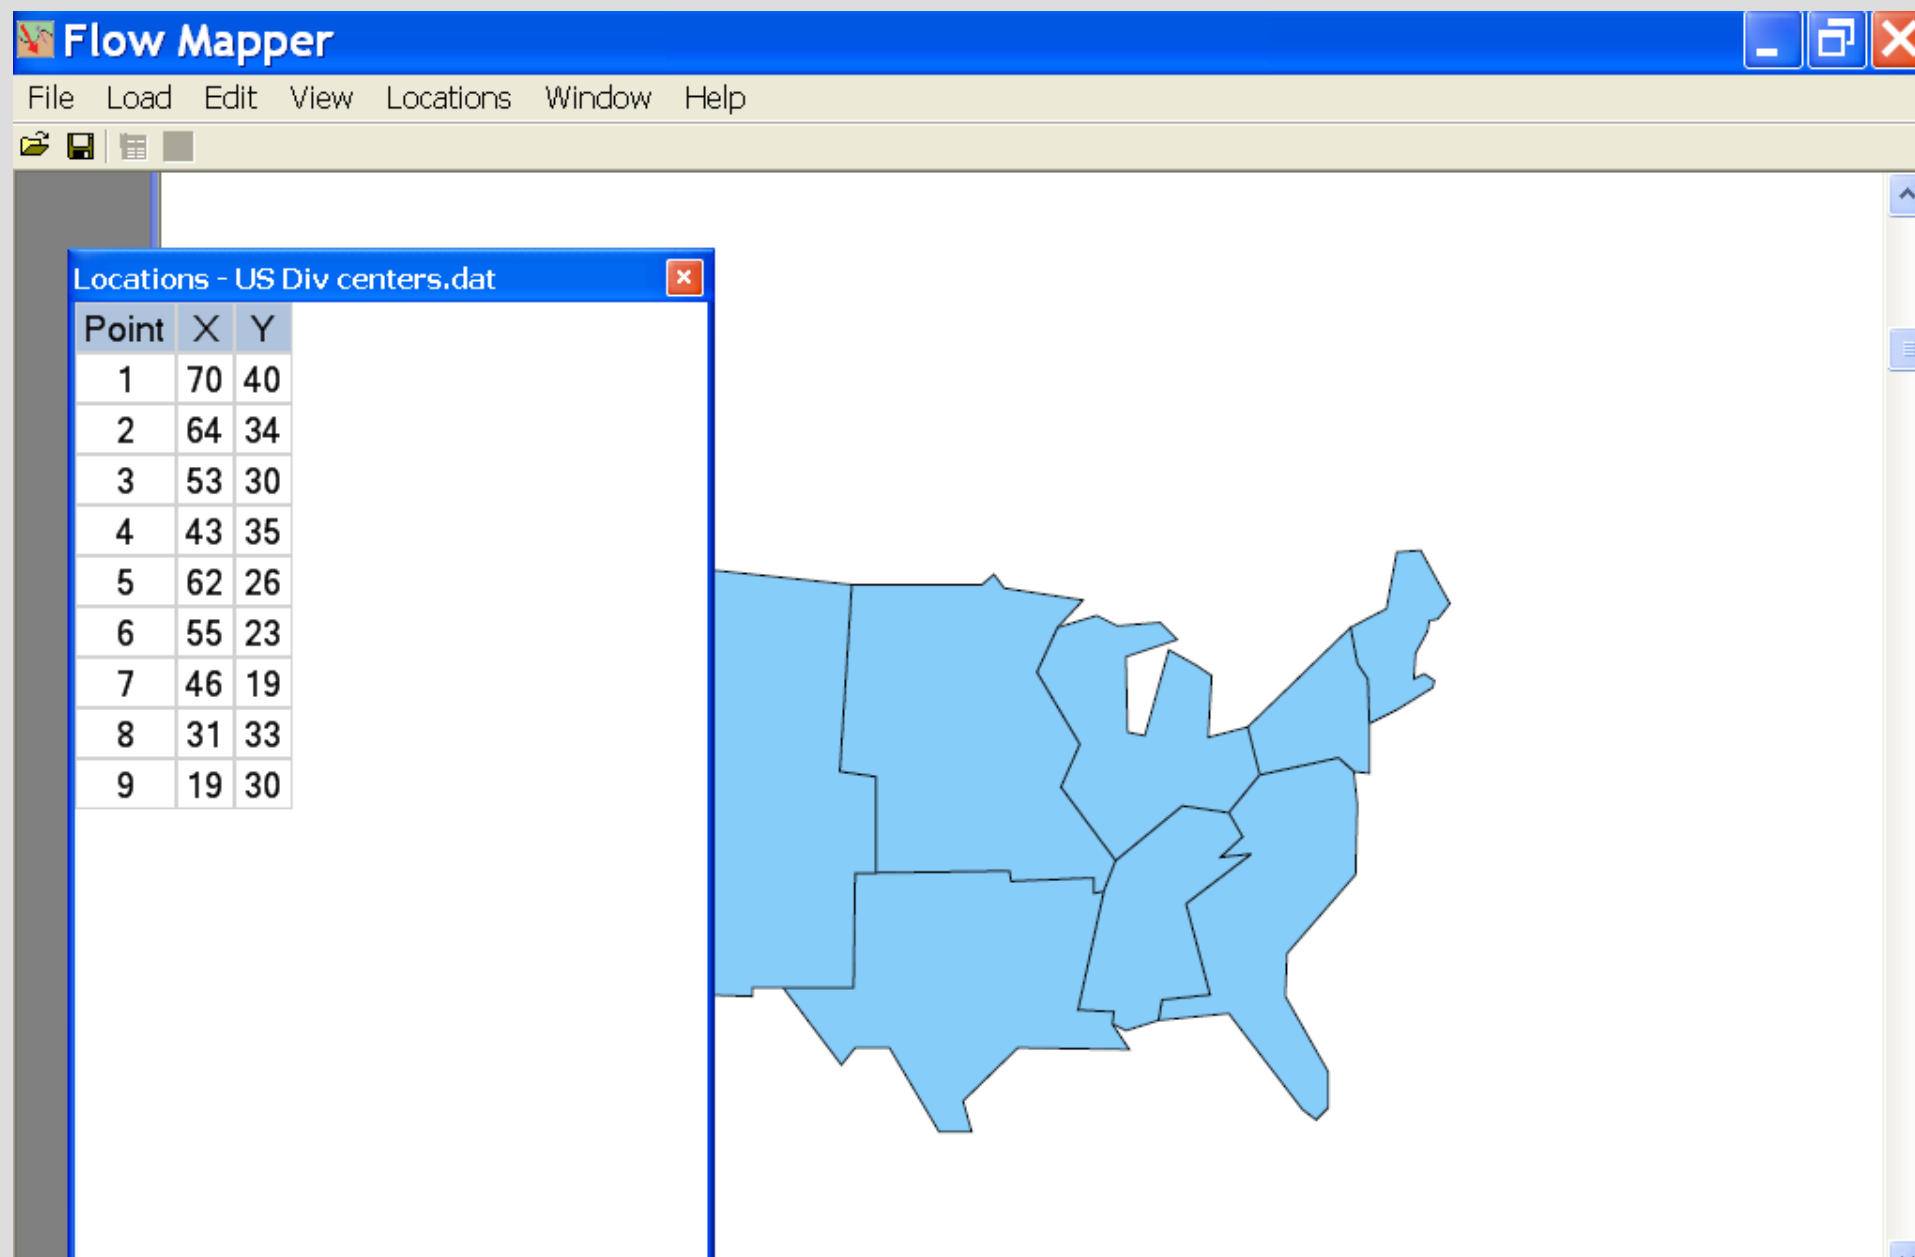 Flow Mapper
File Load Edit View Locations Window Help
Locations - US Div centers.dat
Point X Y
1 70 40
2 64 34
3 53 30
4 43 35
5 62 26
6 55 23
7 46 19
8 31 33
9 19 30